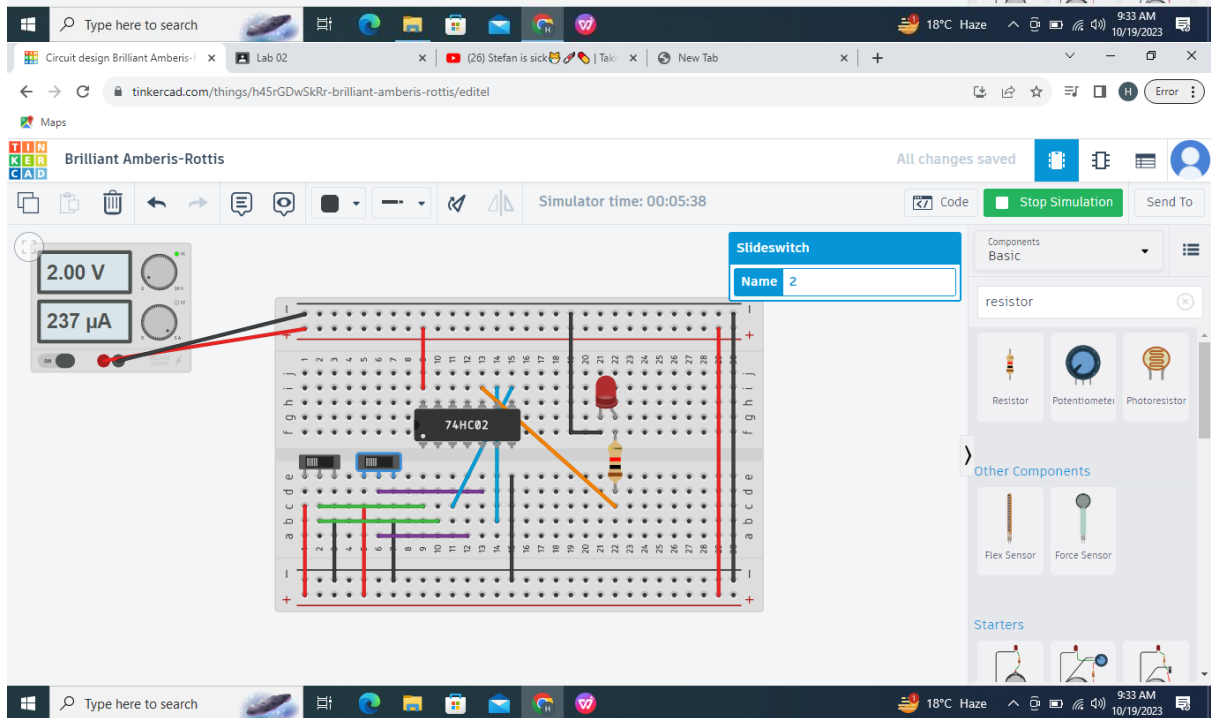 Type here to search
18°C Haze
9:33 AM
10/19/2023
Circuit design Brilliant Amberis-
Lab 02
(26) Stefan is sick | Tak
New Tab
tinkercad.com/things/h45rGDwSkRr-brilliant-amberis-rottis/editel
H
Error
Maps
TIN
KER
CAD
Brilliant Amberis-Rottis
All changes saved
Simulator time: 00:05:38
Code
Stop Simulation
Send To
2.00 V
237 µA
ON
Slideswitch
Name 2
Components
Basic
resistor
Resistor
Potentiometer
Photoresistor
74HC02
Other Components
Flex Sensor
Force Sensor
Starters
Type here to search
18°C Haze
9:33 AM
10/19/2023